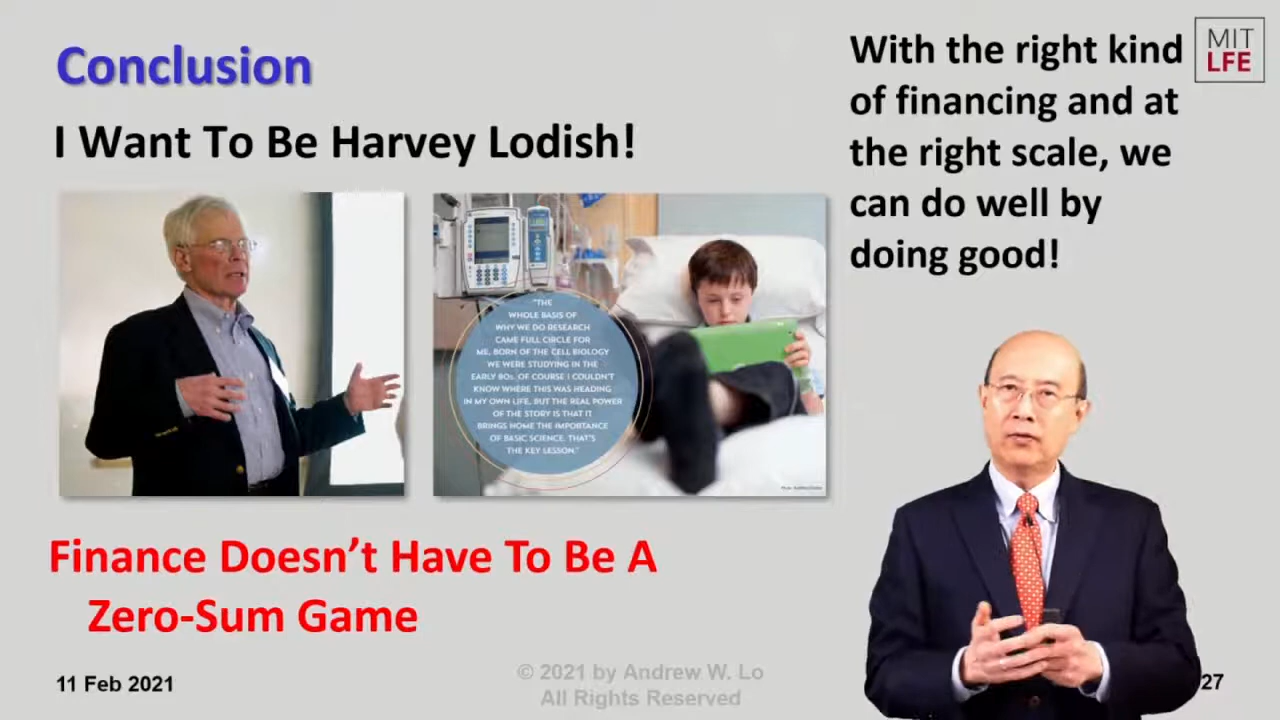 Conclusion
I Want To Be Harvey Lodish!
With the right kind
of financing and at
the right scale, we
can do well by
doing good!
MIT
LFE
"THE
WHOLE BASIS OF
WHY WE DO RESEARCH
CAME FULL CIRCLE FOR
ME, BORN OF THE CELL BIOLOGY
WE WERE STUDYING IN THE
EARLY 80s. OF COURSE I COULDN'T
KNOW WHERE THIS WAS HEADING
IN MY OWN LIFE, BUT THE REAL POWER
OF THE STORY IS THAT IT
BRINGS HOME THE IMPORTANCE
OF BASIC SCIENCE. THAT'S
THE KEY LESSON."
Finance Doesn't Have To Be A
Zero-Sum Game
11 Feb 2021
© 2021 by Andrew W. Lo
All Rights Reserved
27